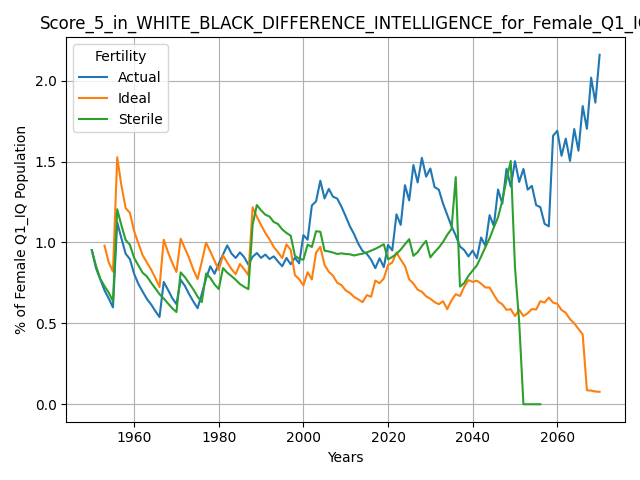 Score_5_in_WHITE_BLACK_DIFFERENCE_INTELLIGENCE_for_Female_Q1_IQ
Fertility
Actual
Ideal
Sterile
% of Female Q1_IQ Population
2.0
1.5
1.0
0.5
0.0
1960
1980
2000
2020
2040
2060
Years